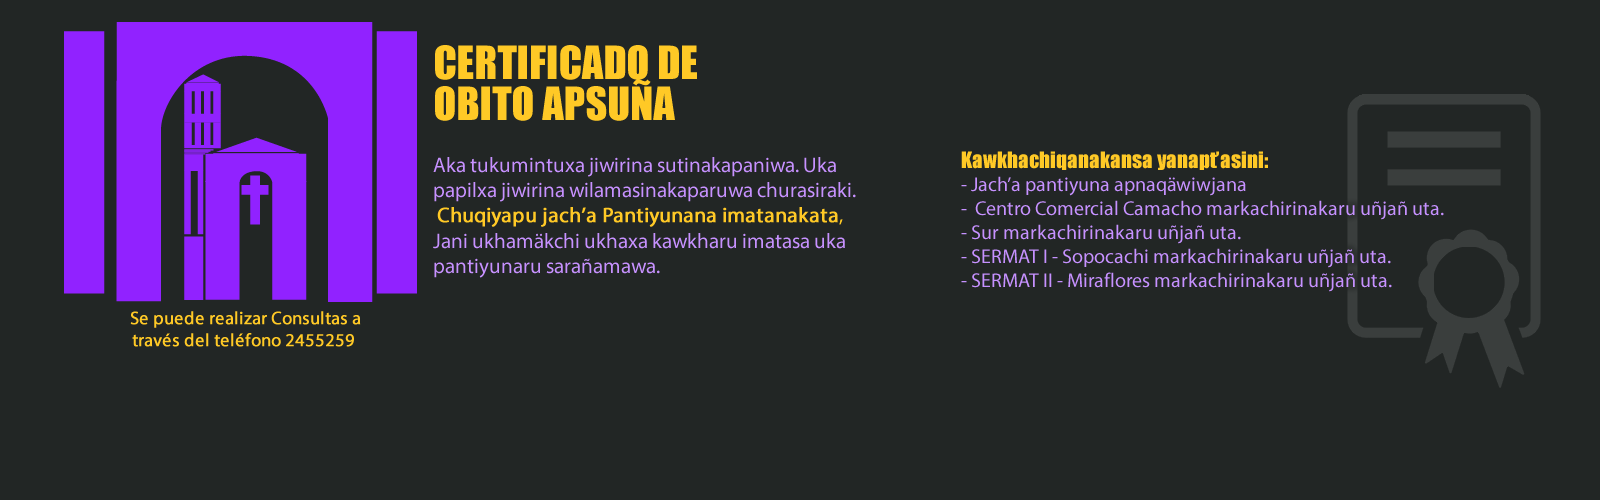 CERTIFICADO DE
OBITO APSUÑA
Aka tukumintuxa jiwirina sutinakapaniwa. Uka
papilxa jiwirina wilamasinakaparuwa churasiraki.
Chuqiyapu jach’a Pantiyunana imatanakata,
Jani ukhamäkchi ukhaxa kawkharu imatasa uka
pantiyunaru sarañamawa.
Se puede realizar Consultas a
través del teléfono 2455259
Kawkhachiqanakansa yanapt’asini:
- Jach’a pantiyuna apnaqäwiwjana
- Centro Comercial Camacho markachirinakaru uñjañ uta.
- Sur markachirinakaru uñjañ uta.
- SERMAT I - Sopocachi markachirinakaru uñjañ uta.
- SERMAT II - Miraflores markachirinakaru uñjañ uta.